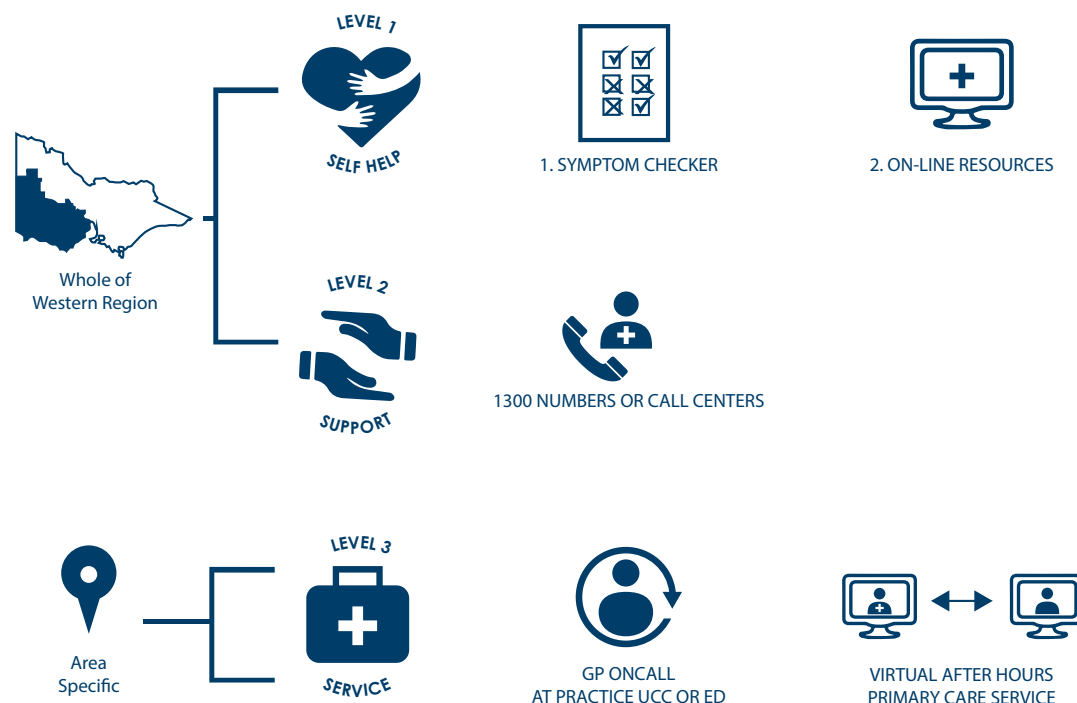 LEVEL 1
SELF HELP
1. SYMPTOM CHECKER
2. ON-LINE RESOURCES
Whole of
Western Region
LEVEL 2
SUPPORT
1300 NUMBERS OR CALL CENTERS
LEVEL 3
SERVICE
Area
Specific
GP ONCALL
AT PRACTICE UCC OR ED
VIRTUAL AFTER HOURS
PRIMARY CARE SERVICE